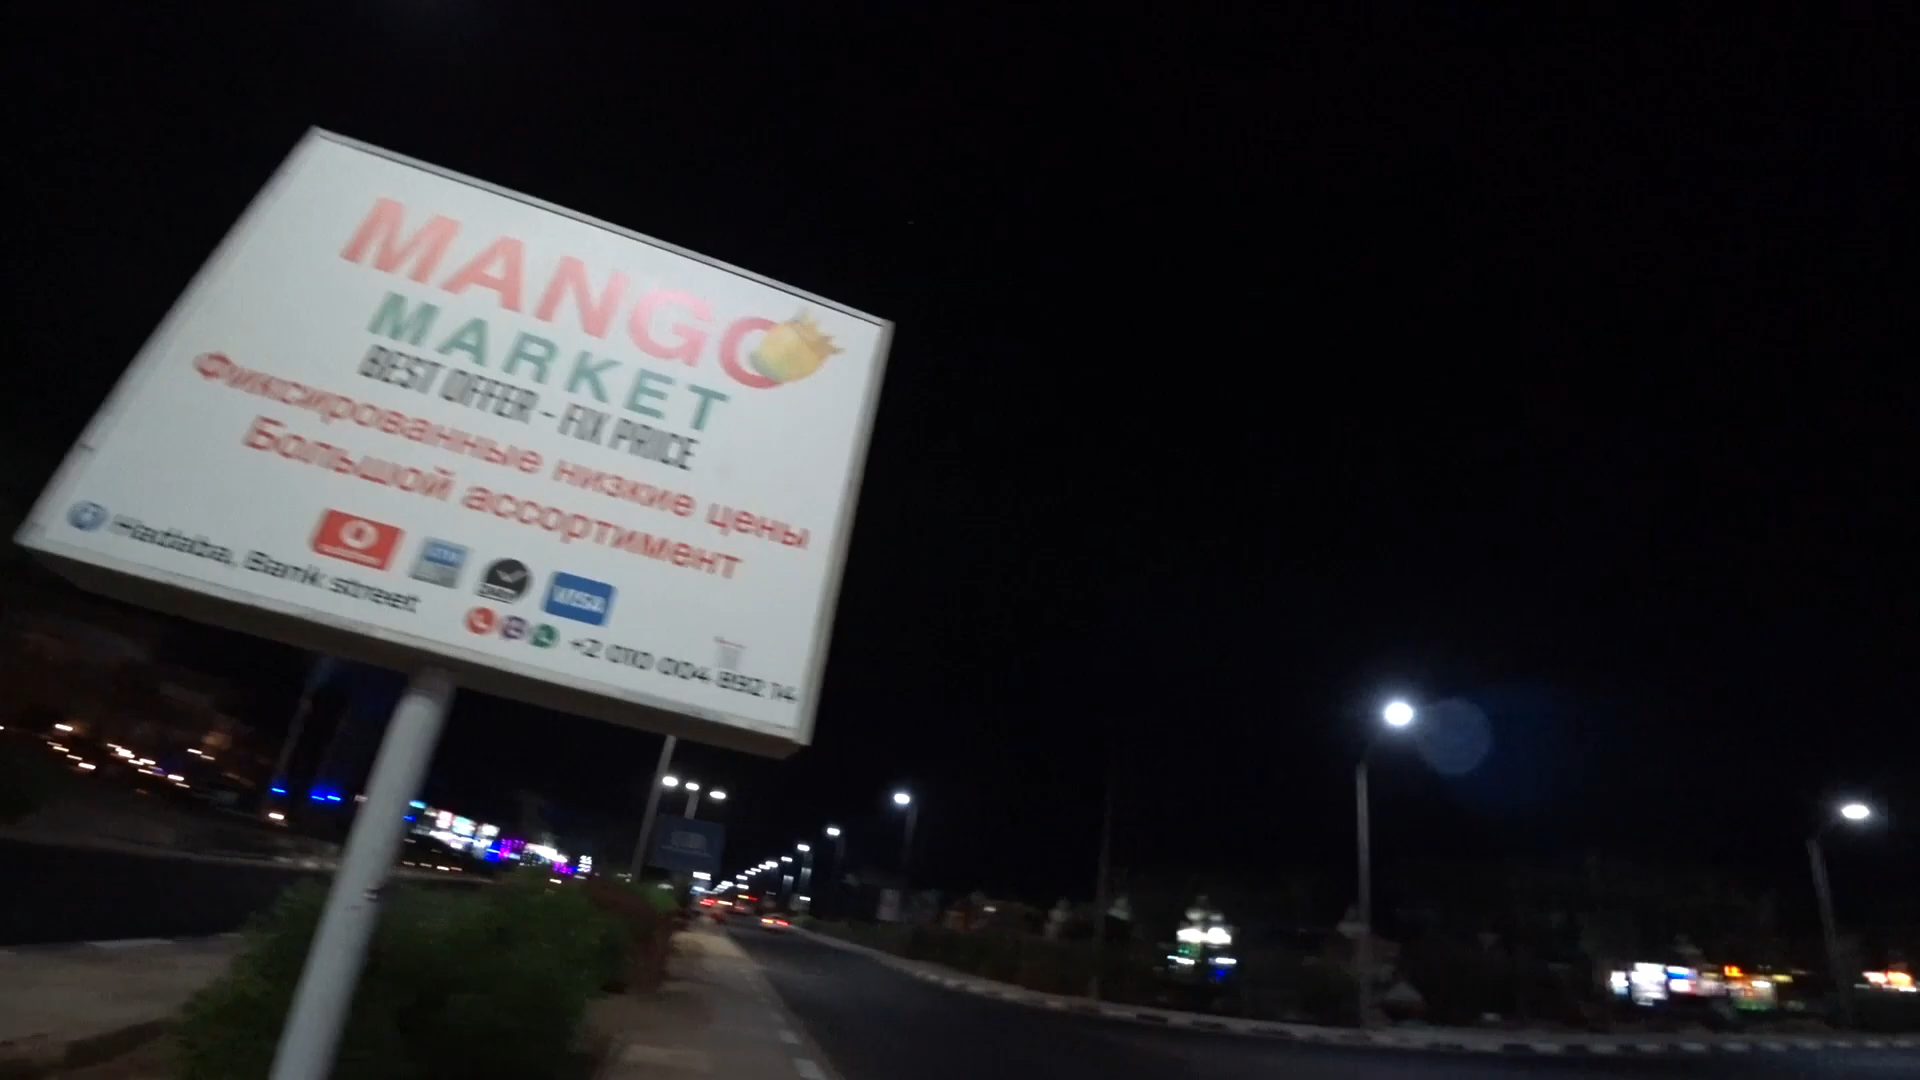 MANGO
MARKET
BEST OFFER - FIX PRICE
Фиксированные низкие цены
Большой ассортимент
Hadaba, Bank street
VISA
+2 010 004 892 14